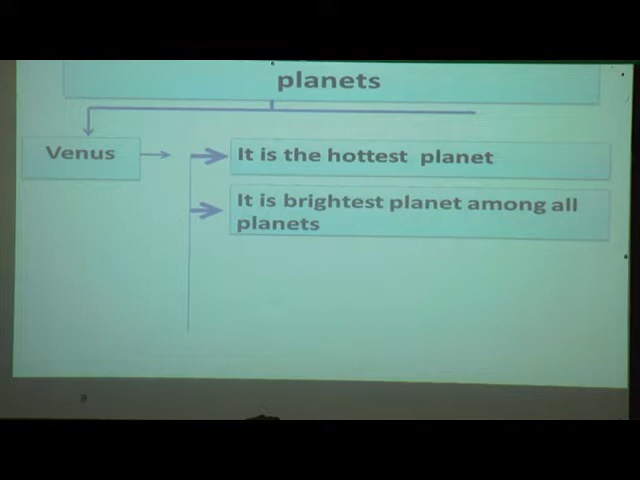 planets
Venus
It is the hottest planet
It is brightest planet among all
planets